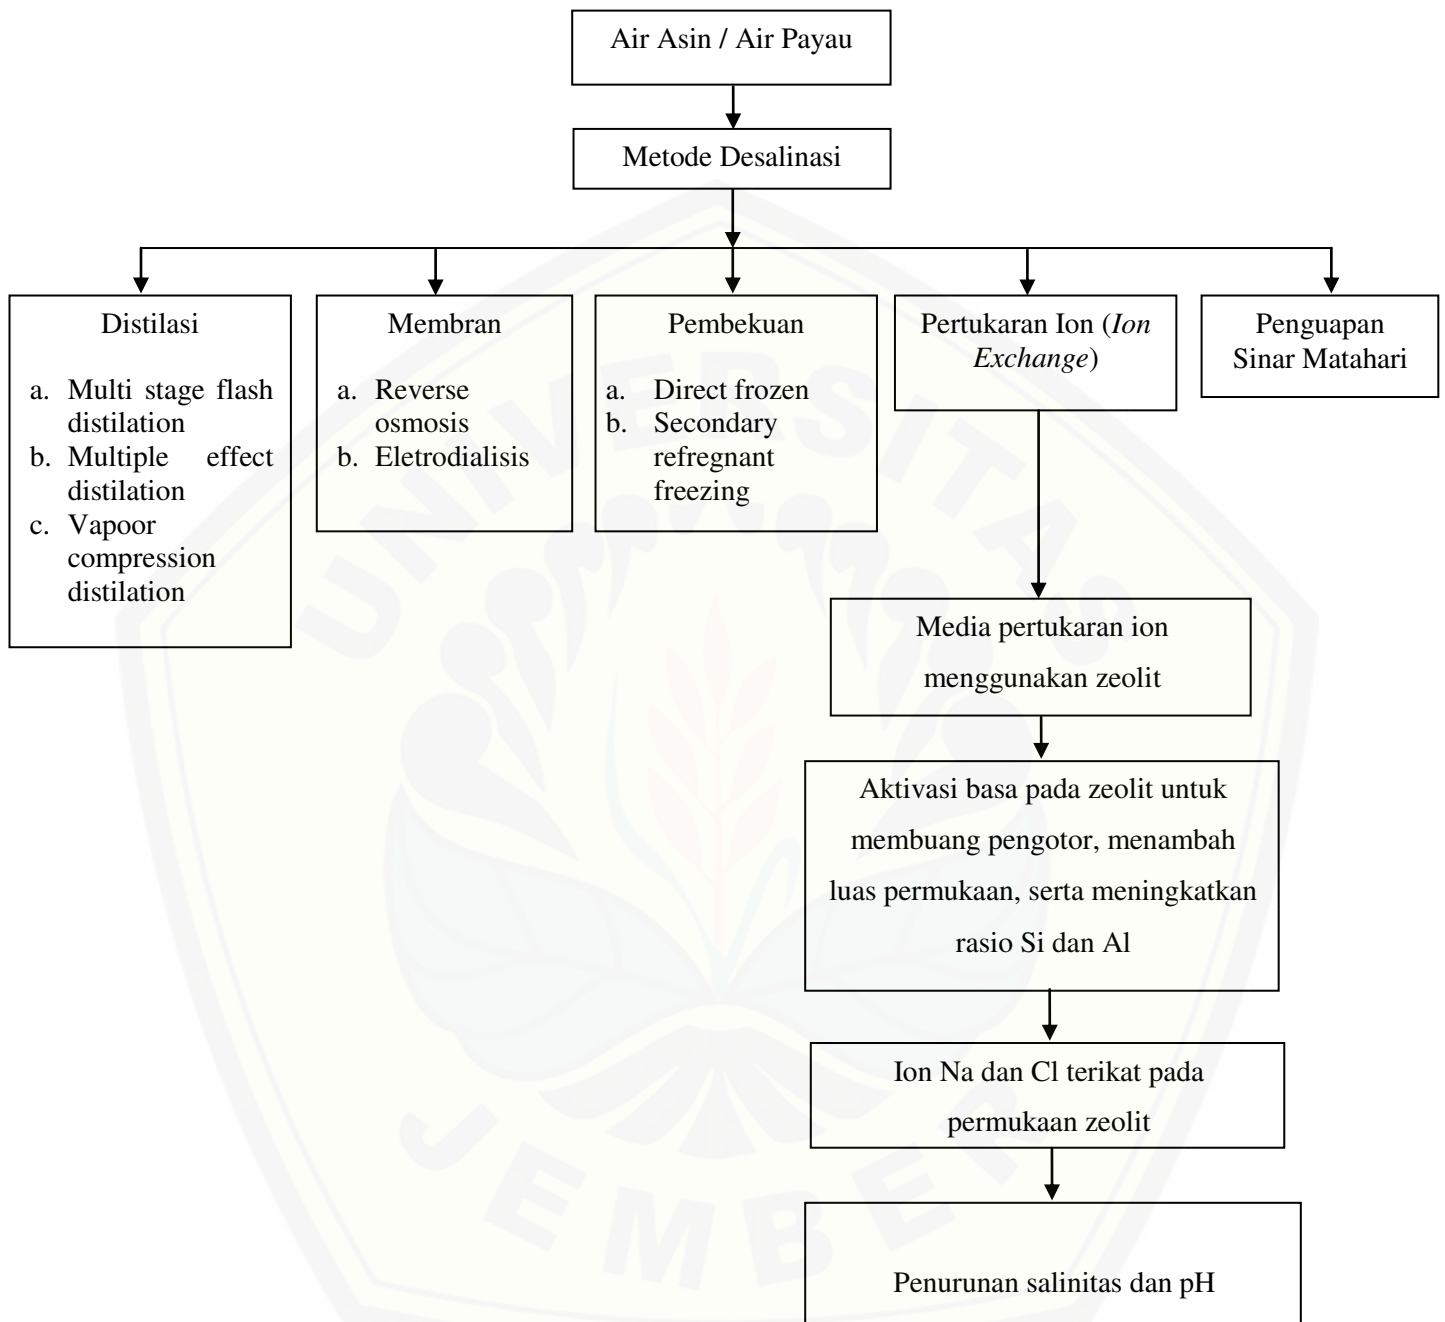 Air Asin / Air Payau
Metode Desalinasi
Distilasi
a. Multi stage flash
distilation
b. Multiple effect
distilation
c. Vapoor
compression
distilation
Membran
a. Reverse
osmosis
b. Eletrodialisis
Pembekuan
a. Direct frozen
b. Secondary
refregnant
freezing
Pertukaran Ion (Ion
Exchange)
Penguapan
Sinar Matahari
Media pertukaran ion
menggunakan zeolit
Aktivasi basa pada zeolit untuk
membuang pengotor, menambah
luas permukaan, serta meningkatkan
rasio Si dan Al
Ion Na dan Cl terikat pada
permukaan zeolit
Penurunan salinitas dan pH
UNIVERSITAS
JEMBER